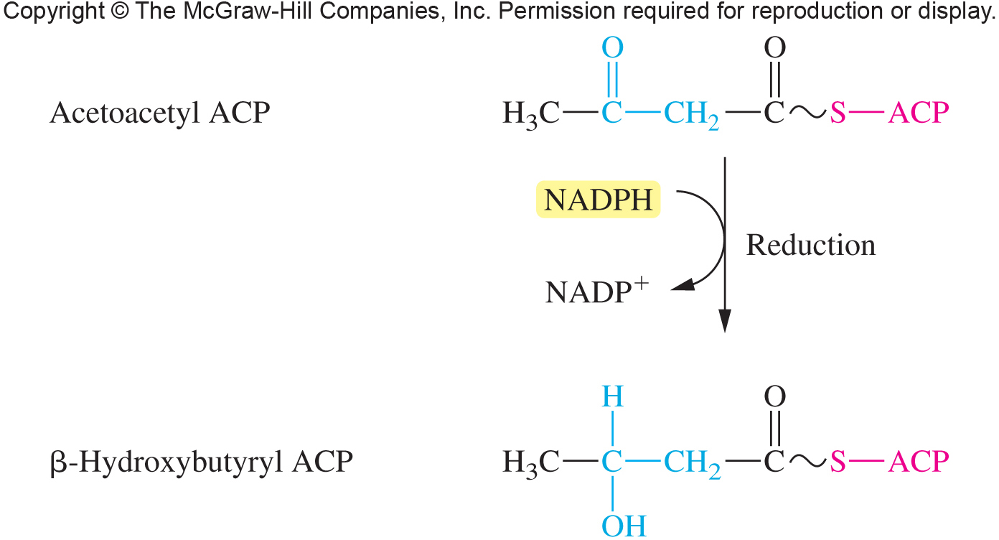 Copyright © The McGraw-Hill Companies, Inc. Permission required for reproduction or display.
O O
Acetoacetyl ACP H₃C—C—CH₂—C~S—ACP
NADPH
Reduction
NADP⁺
H O
β-Hydroxybutyryl ACP H₃C—C—CH₂—C~S—ACP
OH